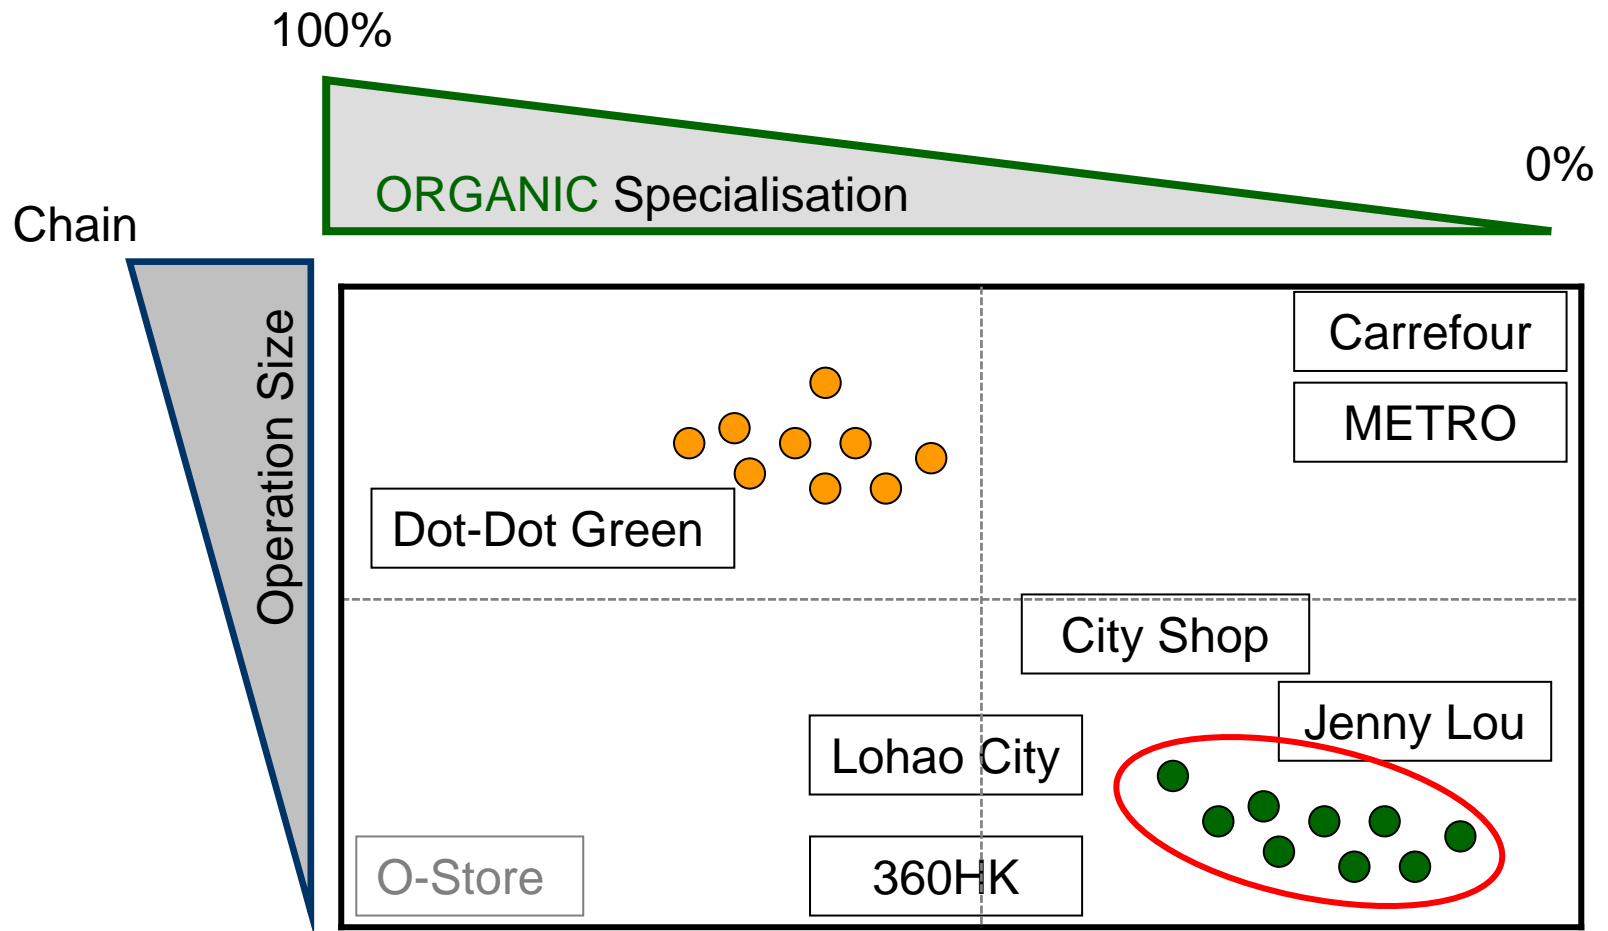 100%
0%
ORGANIC Specialisation
Chain
Operation Size
Carrefour
METRO
Dot-Dot Green
City Shop
Jenny Lou
Lohao City
O-Store
360HK